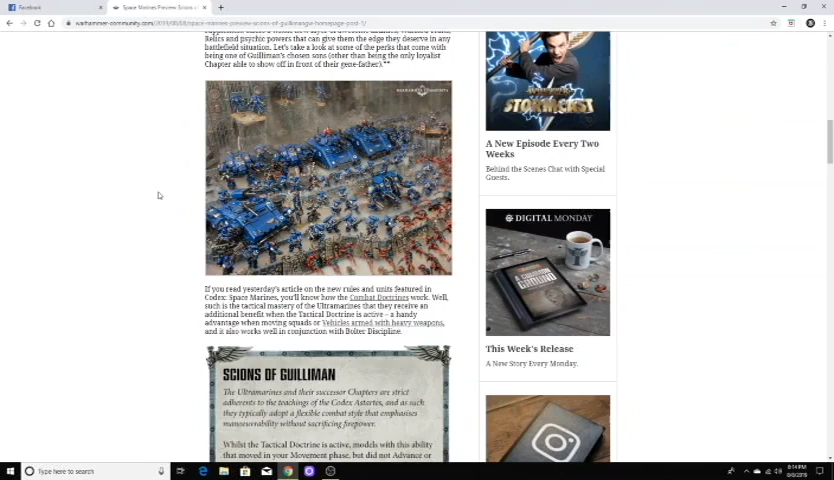 Facebook
Space Marines Preview: Scions o
warhammer-community.com/2019/08/08/space-marines-preview-scions-of-guillimangw-homepage-post-1/
Relics and psychic powers that can give them the edge they deserve in any
battlefield situation. Let's take a look at some of the perks that come with
being one of Guilliman's chosen sons (other than being the only loyalist
Chapter able to show off in front of their gene-father).**
If you read yesterday's article on the new rules and units featured in
Codex: Space Marines, you'll know how the Combat Doctrines work. Well,
such is the tactical mastery of the Ultramarines that they receive an
additional benefit when the Tactical Doctrine is active – a handy
advantage when moving squads or Vehicles armed with heavy weapons,
and it also works well in conjunction with Bolter Discipline.
SCIONS OF GUILLIMAN
The Ultramarines and their successor Chapters are strict
adherents to the teachings of the Codex Astartes, and as such
they typically adopt a flexible combat style that emphasises
manoeuvrability without sacrificing firepower.
Whilst the Tactical Doctrine is active, models with this ability
that moved in your Movement phase, but did not Advance or
STORMCAST
A New Episode Every Two
Weeks
Behind the Scenes Chat with Special
Guests.
DIGITAL MONDAY
This Week's Release
A New Story Every Monday.
Type here to search
8:14 PM